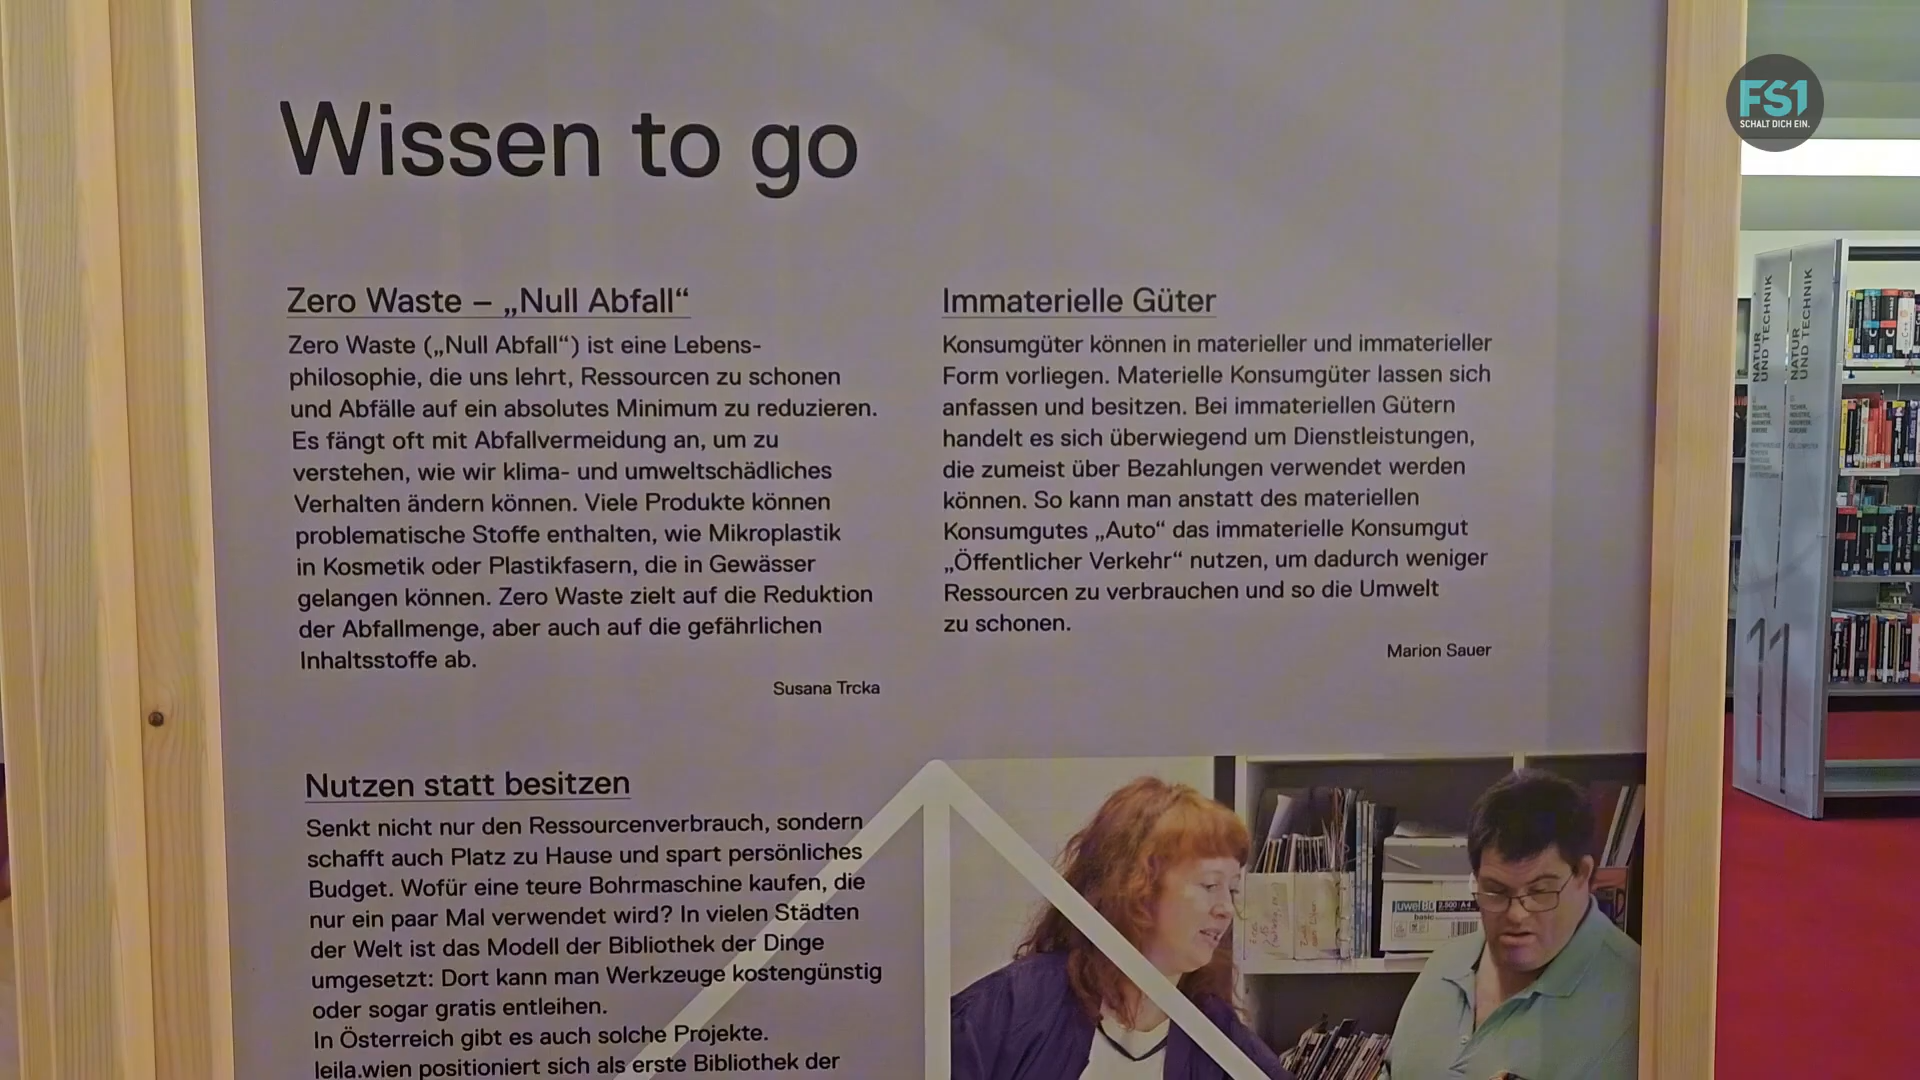 Wissen to go
Zero Waste – „Null Abfall“
Zero Waste („Null Abfall“) ist eine Lebens-
philosophie, die uns lehrt, Ressourcen zu schonen
und Abfälle auf ein absolutes Minimum zu reduzieren.
Es fängt oft mit Abfallvermeidung an, um zu
verstehen, wie wir klima- und umweltschädliches
Verhalten ändern können. Viele Produkte können
problematische Stoffe enthalten, wie Mikroplastik
in Kosmetik oder Plastikfasern, die in Gewässer
gelangen können. Zero Waste zielt auf die Reduktion
der Abfallmenge, aber auch auf die gefährlichen
Inhaltsstoffe ab.
Susana Trcka
Immaterielle Güter
Konsumgüter können in materieller und immaterieller
Form vorliegen. Materielle Konsumgüter lassen sich
anfassen und besitzen. Bei immateriellen Gütern
handelt es sich überwiegend um Dienstleistungen,
die zumeist über Bezahlungen verwendet werden
können. So kann man anstatt des materiellen
Konsumgutes „Auto“ das immaterielle Konsumgut
„Öffentlicher Verkehr“ nutzen, um dadurch weniger
Ressourcen zu verbrauchen und so die Umwelt
zu schonen.
Marion Sauer
Nutzen statt besitzen
Senkt nicht nur den Ressourcenverbrauch, sondern
schafft auch Platz zu Hause und spart persönliches
Budget. Wofür eine teure Bohrmaschine kaufen, die
nur ein paar Mal verwendet wird? In vielen Städten
der Welt ist das Modell der Bibliothek der Dinge
umgesetzt: Dort kann man Werkzeuge kostengünstig
oder sogar gratis entleihen.
In Österreich gibt es auch solche Projekte.
leila.wien positioniert sich als erste Bibliothek der
FS1
SCHALT DICH EIN.
NATUR
UND TECHNIK
NATUR
UND TECHNIK
11
2.500
A4
basic